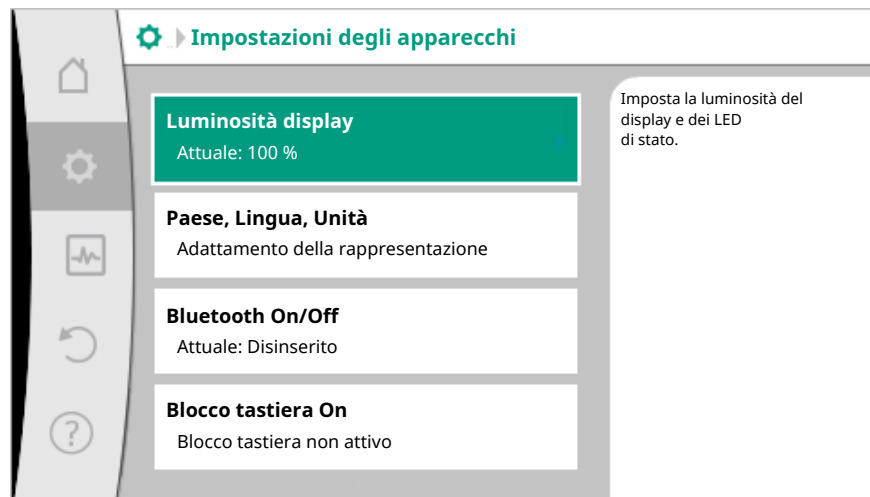 Impostazioni degli apparecchi
Luminosità display
Attuale: 100 %
Paese, Lingua, Unità
Adattamento della rappresentazione
Bluetooth On/Off
Attuale: Disinserito
Blocco tastiera On
Blocco tastiera non attivo
Imposta la luminosità del
display e dei LED
di stato.